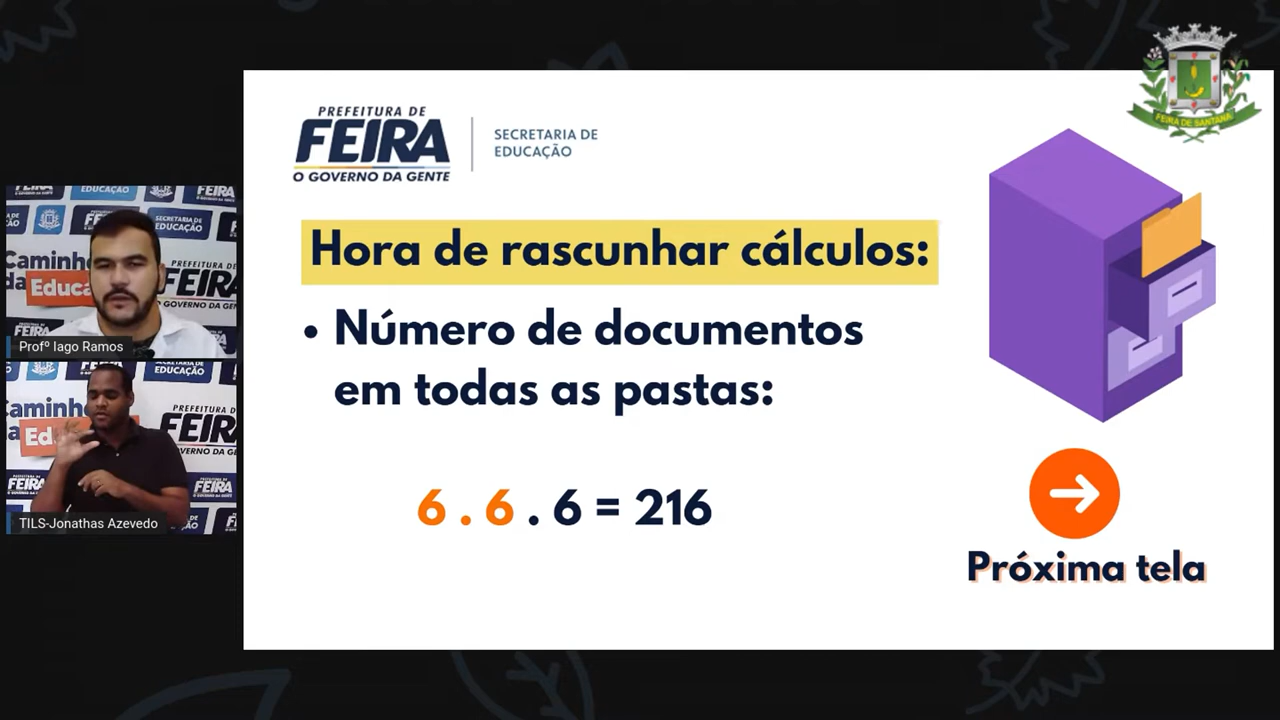 PREFEITURA DE
FEIRA
O GOVERNO DA GENTE
SECRETARIA DE
EDUCAÇÃO
FEIRA DE SANTANA
Hora de rascunhar cálculos:
• Número de documentos
em todas as pastas:
6 . 6 . 6 = 216
Próxima tela
Profº Iago Ramos
TILS-Jonathas Azevedo